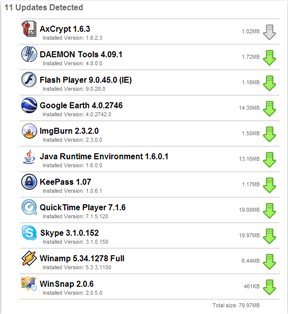 11 Updates Detected
AxCrypt 1.6.3
Installed Version: 1.6.2.3
1.02MB
DAEMON Tools 4.09.1
Installed Version: 4.6.0.0
1.72MB
Flash Player 9.0.45.0 (IE)
Installed Version: 9.0.28.0
1.16MB
Google Earth 4.0.2746
Installed Version: 4.0.2742.0
14.30MB
ImgBurn 2.3.2.0
Installed Version: 2.3.0.0
1.50MB
Java Runtime Environment 1.6.0.1
Installed Version: 1.6.0.0
13.16MB
KeePass 1.07
Installed Version: 1.0.6.1
1.17MB
QuickTime Player 7.1.6
Installed Version: 7.1.5.120
19.08MB
Skype 3.1.0.152
Installed Version: 3.1.0.150
20.00MB
Winamp 5.34.1278 Full
Installed Version: 5.3.3.1100
6.44MB
WinSnap 2.0.6
Installed Version: 2.0.5.0
461KB
Total size: 79.97MB